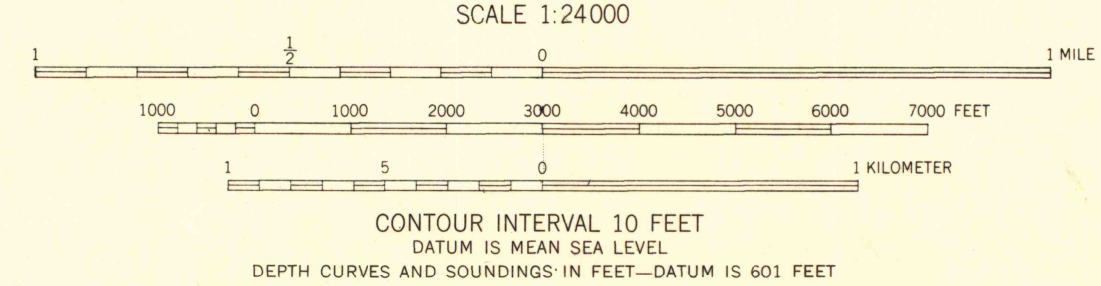 SCALE 1:24000
1 1/2 0 1 MILE
1000 0 1000 2000 3000 4000 5000 6000 7000 FEET
1 5 0 1 KILOMETER
CONTOUR INTERVAL 10 FEET
DATUM IS MEAN SEA LEVEL
DEPTH CURVES AND SOUNDINGS IN FEET—DATUM IS 601 FEET